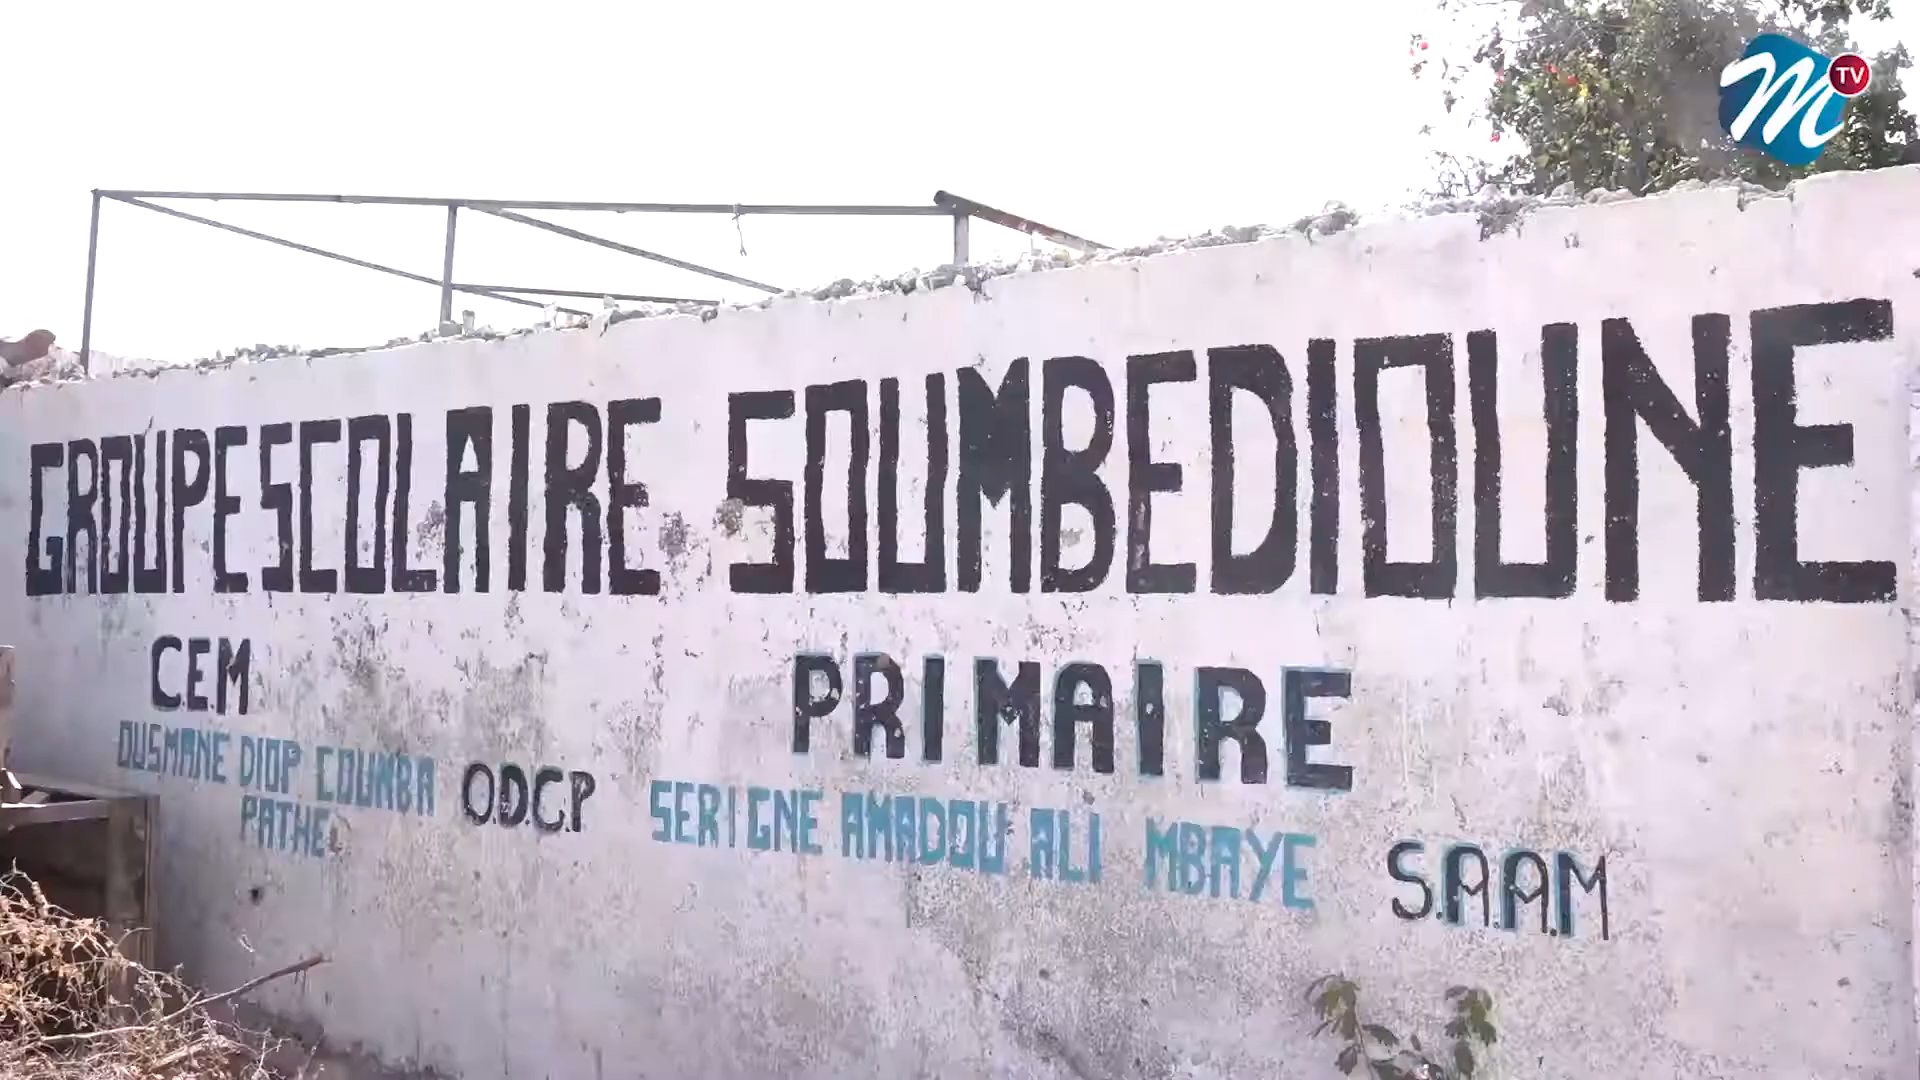 M TV
GROUPE SCOLAIRE SOUMBEDIOUNE
C.E.M
OUSMANE DIOP COUMBA
PATHE
O.D.C.P
PRIMAIRE
SERIGNE AMADOU ALI MBAYE
S.A.A.M